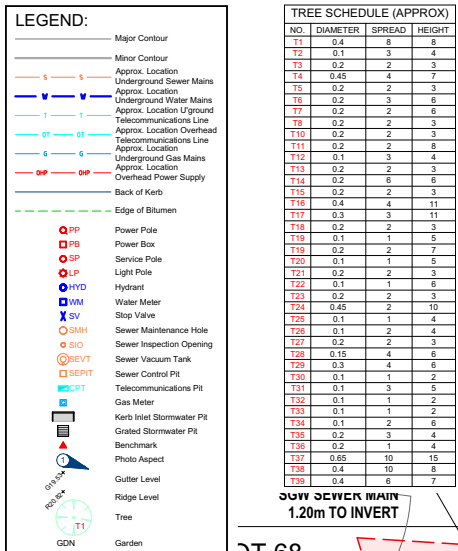 LEGEND:
Major Contour
Minor Contour
Approx. Location
S S Underground Sewer Mains
Approx. Location
W W Underground Water Mains
Approx. Location U'ground
T T Telecommunications Line
Approx. Location Overhead
OT OT Telecommunications Line
Approx. Location
G G Underground Gas Mains
Approx. Location
OHP OHP Overhead Power Supply
Back of Kerb
Edge of Bitumen
PP Power Pole
PB Power Box
SP Service Pole
LP Light Pole
HYD Hydrant
WM Water Meter
SV Stop Valve
SMH Sewer Maintenance Hole
SIO Sewer Inspection Opening
SEVT Sewer Vacuum Tank
SEPIT Sewer Control Pit
CPT Telecommunications Pit
Gas Meter
Kerb Inlet Stormwater Pit
Grated Stormwater Pit
Benchmark
1 Photo Aspect
G19.53 Gutter Level
R20.82 Ridge Level
T1 Tree
GDN Garden
TREE SCHEDULE (APPROX)
NO. DIAMETER SPREAD HEIGHT
T1 0.4 8 8
T2 0.1 3 4
T3 0.2 2 3
T4 0.45 4 7
T5 0.2 2 3
T6 0.2 3 6
T7 0.2 2 6
T8 0.2 2 3
T10 0.2 2 3
T11 0.2 2 8
T12 0.1 3 4
T13 0.2 2 3
T14 0.2 6 6
T15 0.2 2 3
T16 0.4 4 11
T17 0.3 3 11
T18 0.2 2 3
T19 0.1 1 5
T19 0.2 2 7
T20 0.1 1 5
T21 0.2 2 3
T22 0.1 1 6
T23 0.2 2 3
T24 0.45 2 10
T25 0.1 1 4
T26 0.1 2 4
T27 0.2 2 3
T28 0.15 4 6
T29 0.3 4 6
T30 0.1 1 2
T31 0.1 3 5
T32 0.1 1 2
T33 0.1 1 2
T34 0.1 2 6
T35 0.2 3 4
T36 0.2 1 4
T37 0.65 10 15
T38 0.4 10 8
T39 0.4 6 7
SGW SEWER MAIN
1.20m TO INVERT
OT 68